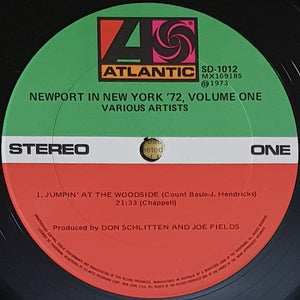 ATLANTIC
SD-1012
MX169185
℗1973
NEWPORT IN NEW YORK '72, VOLUME ONE
VARIOUS ARTISTS
STEREO
ONE
1. JUMPIN' AT THE WOODSIDE (Count Basie-J. Hendricks)
21:33 (Chappell)
Produced by DON SCHLITTEN AND JOE FIELDS